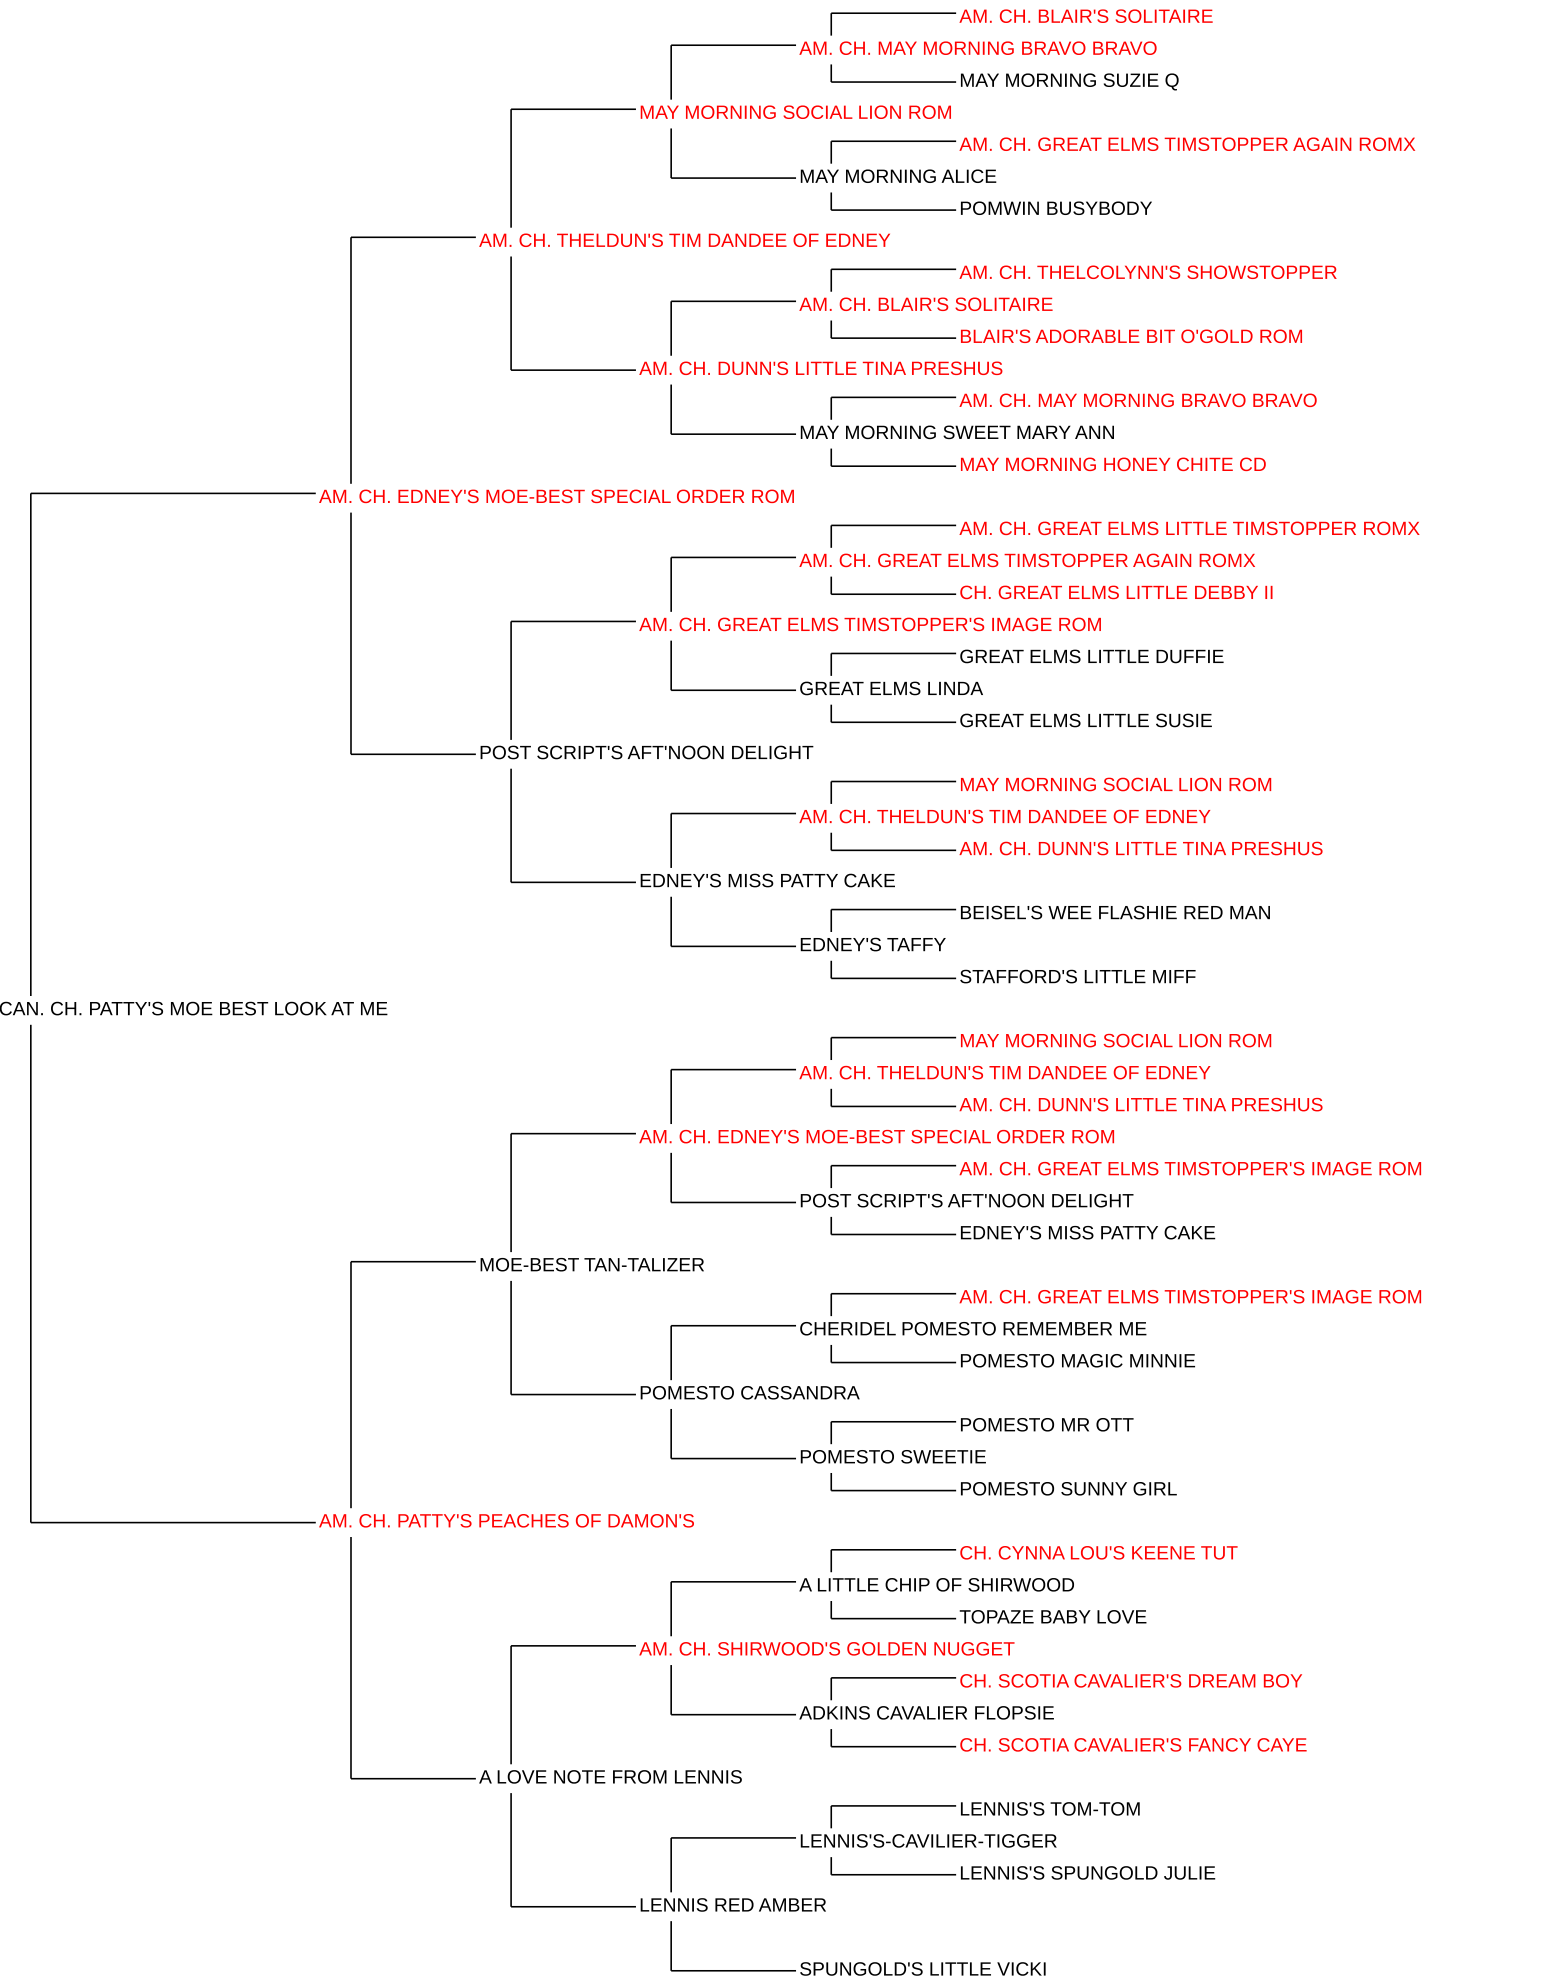 AM. CH. BLAIR'S SOLITAIRE
AM. CH. MAY MORNING BRAVO BRAVO
MAY MORNING SUZIE Q
MAY MORNING SOCIAL LION ROM
AM. CH. GREAT ELMS TIMSTOPPER AGAIN ROMX
MAY MORNING ALICE
POMWIN BUSYBODY
AM. CH. THELDUN'S TIM DANDEE OF EDNEY
AM. CH. THELCOLYNN'S SHOWSTOPPER
AM. CH. BLAIR'S SOLITAIRE
BLAIR'S ADORABLE BIT O'GOLD ROM
AM. CH. DUNN'S LITTLE TINA PRESHUS
AM. CH. MAY MORNING BRAVO BRAVO
MAY MORNING SWEET MARY ANN
MAY MORNING HONEY CHITE CD
AM. CH. EDNEY'S MOE-BEST SPECIAL ORDER ROM
AM. CH. GREAT ELMS LITTLE TIMSTOPPER ROMX
AM. CH. GREAT ELMS TIMSTOPPER AGAIN ROMX
CH. GREAT ELMS LITTLE DEBBY II
AM. CH. GREAT ELMS TIMSTOPPER'S IMAGE ROM
GREAT ELMS LITTLE DUFFIE
GREAT ELMS LINDA
GREAT ELMS LITTLE SUSIE
POST SCRIPT'S AFT'NOON DELIGHT
MAY MORNING SOCIAL LION ROM
AM. CH. THELDUN'S TIM DANDEE OF EDNEY
AM. CH. DUNN'S LITTLE TINA PRESHUS
EDNEY'S MISS PATTY CAKE
BEISEL'S WEE FLASHIE RED MAN
EDNEY'S TAFFY
STAFFORD'S LITTLE MIFF
CAN. CH. PATTY'S MOE BEST LOOK AT ME
MAY MORNING SOCIAL LION ROM
AM. CH. THELDUN'S TIM DANDEE OF EDNEY
AM. CH. DUNN'S LITTLE TINA PRESHUS
AM. CH. EDNEY'S MOE-BEST SPECIAL ORDER ROM
AM. CH. GREAT ELMS TIMSTOPPER'S IMAGE ROM
POST SCRIPT'S AFT'NOON DELIGHT
EDNEY'S MISS PATTY CAKE
MOE-BEST TAN-TALIZER
AM. CH. GREAT ELMS TIMSTOPPER'S IMAGE ROM
CHERIDEL POMESTO REMEMBER ME
POMESTO MAGIC MINNIE
POMESTO CASSANDRA
POMESTO MR OTT
POMESTO SWEETIE
POMESTO SUNNY GIRL
AM. CH. PATTY'S PEACHES OF DAMON'S
CH. CYNNA LOU'S KEENE TUT
A LITTLE CHIP OF SHIRWOOD
TOPAZE BABY LOVE
AM. CH. SHIRWOOD'S GOLDEN NUGGET
CH. SCOTIA CAVALIER'S DREAM BOY
ADKINS CAVALIER FLOPSIE
CH. SCOTIA CAVALIER'S FANCY CAYE
A LOVE NOTE FROM LENNIS
LENNIS'S TOM-TOM
LENNIS'S-CAVILIER-TIGGER
LENNIS'S SPUNGOLD JULIE
LENNIS RED AMBER
SPUNGOLD'S LITTLE VICKI